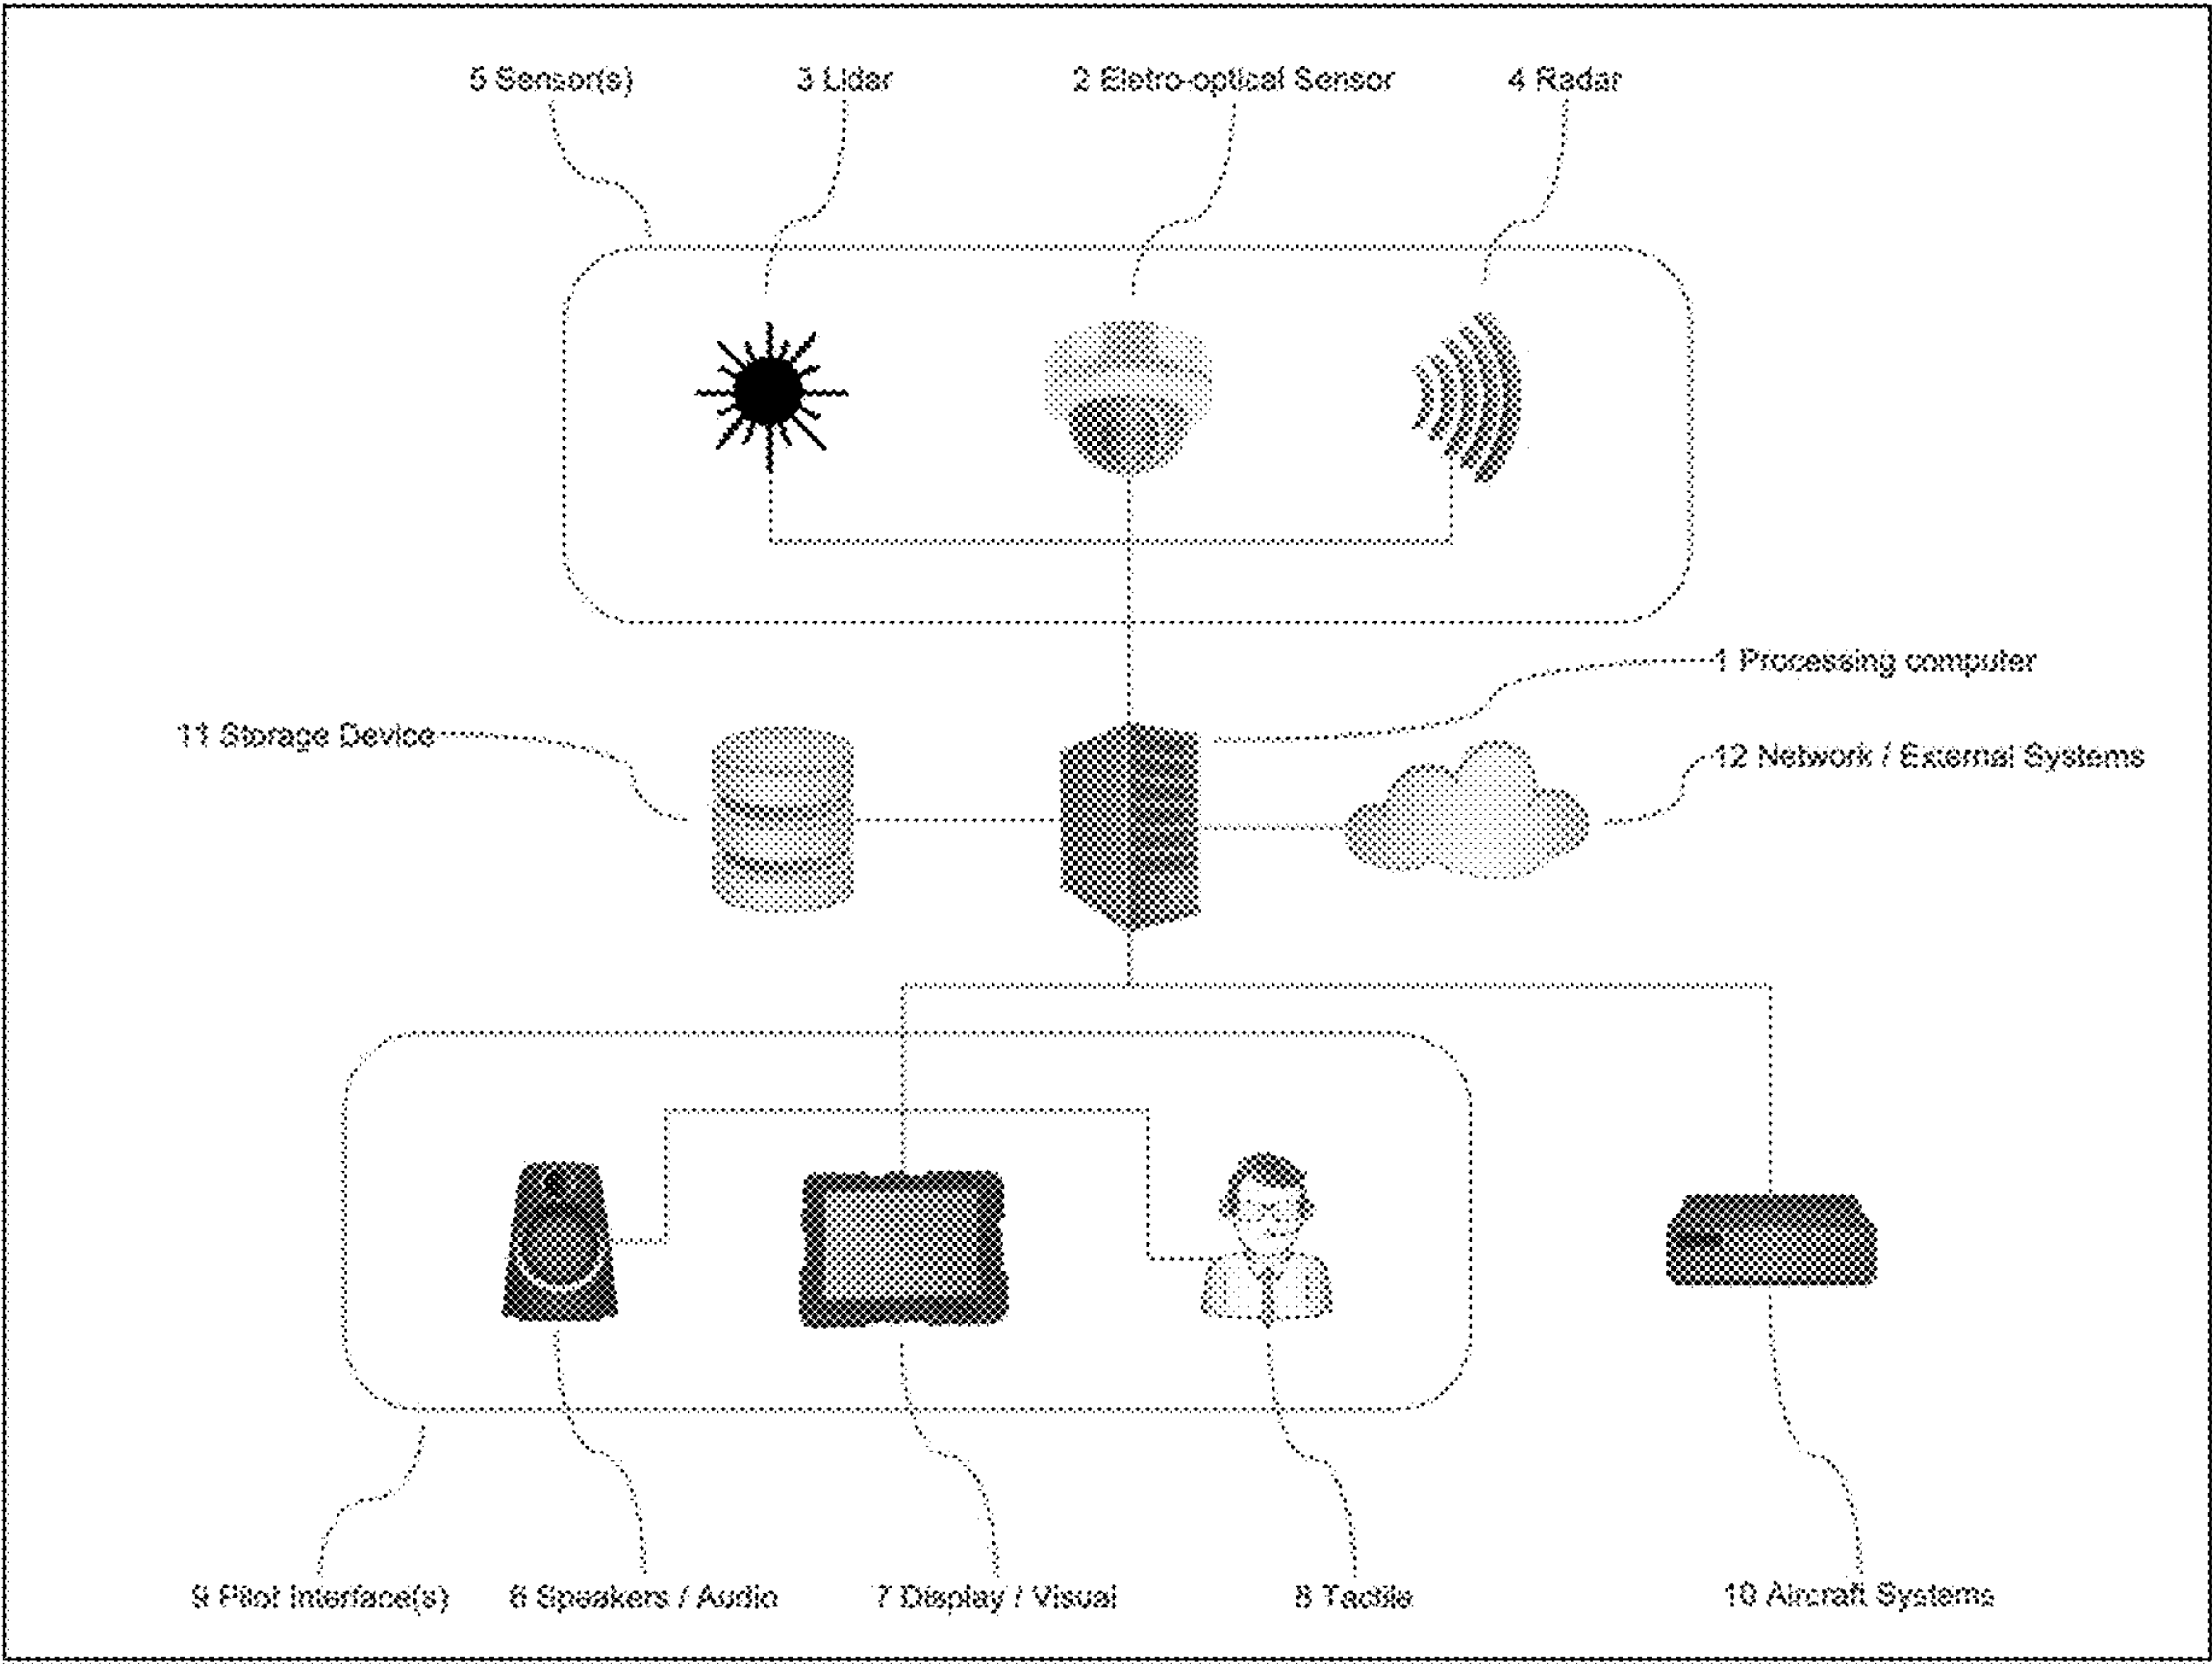 5 Sensor(s)
3 Lidar
2 Eletro-optical Sensor
4 Radar
1 Processing computer
11 Storage Device
12 Network / External Systems
9 Pilot Interface(s)
6 Speakers / Audio
7 Display / Visual
8 Tactile
10 Aircraft Systems